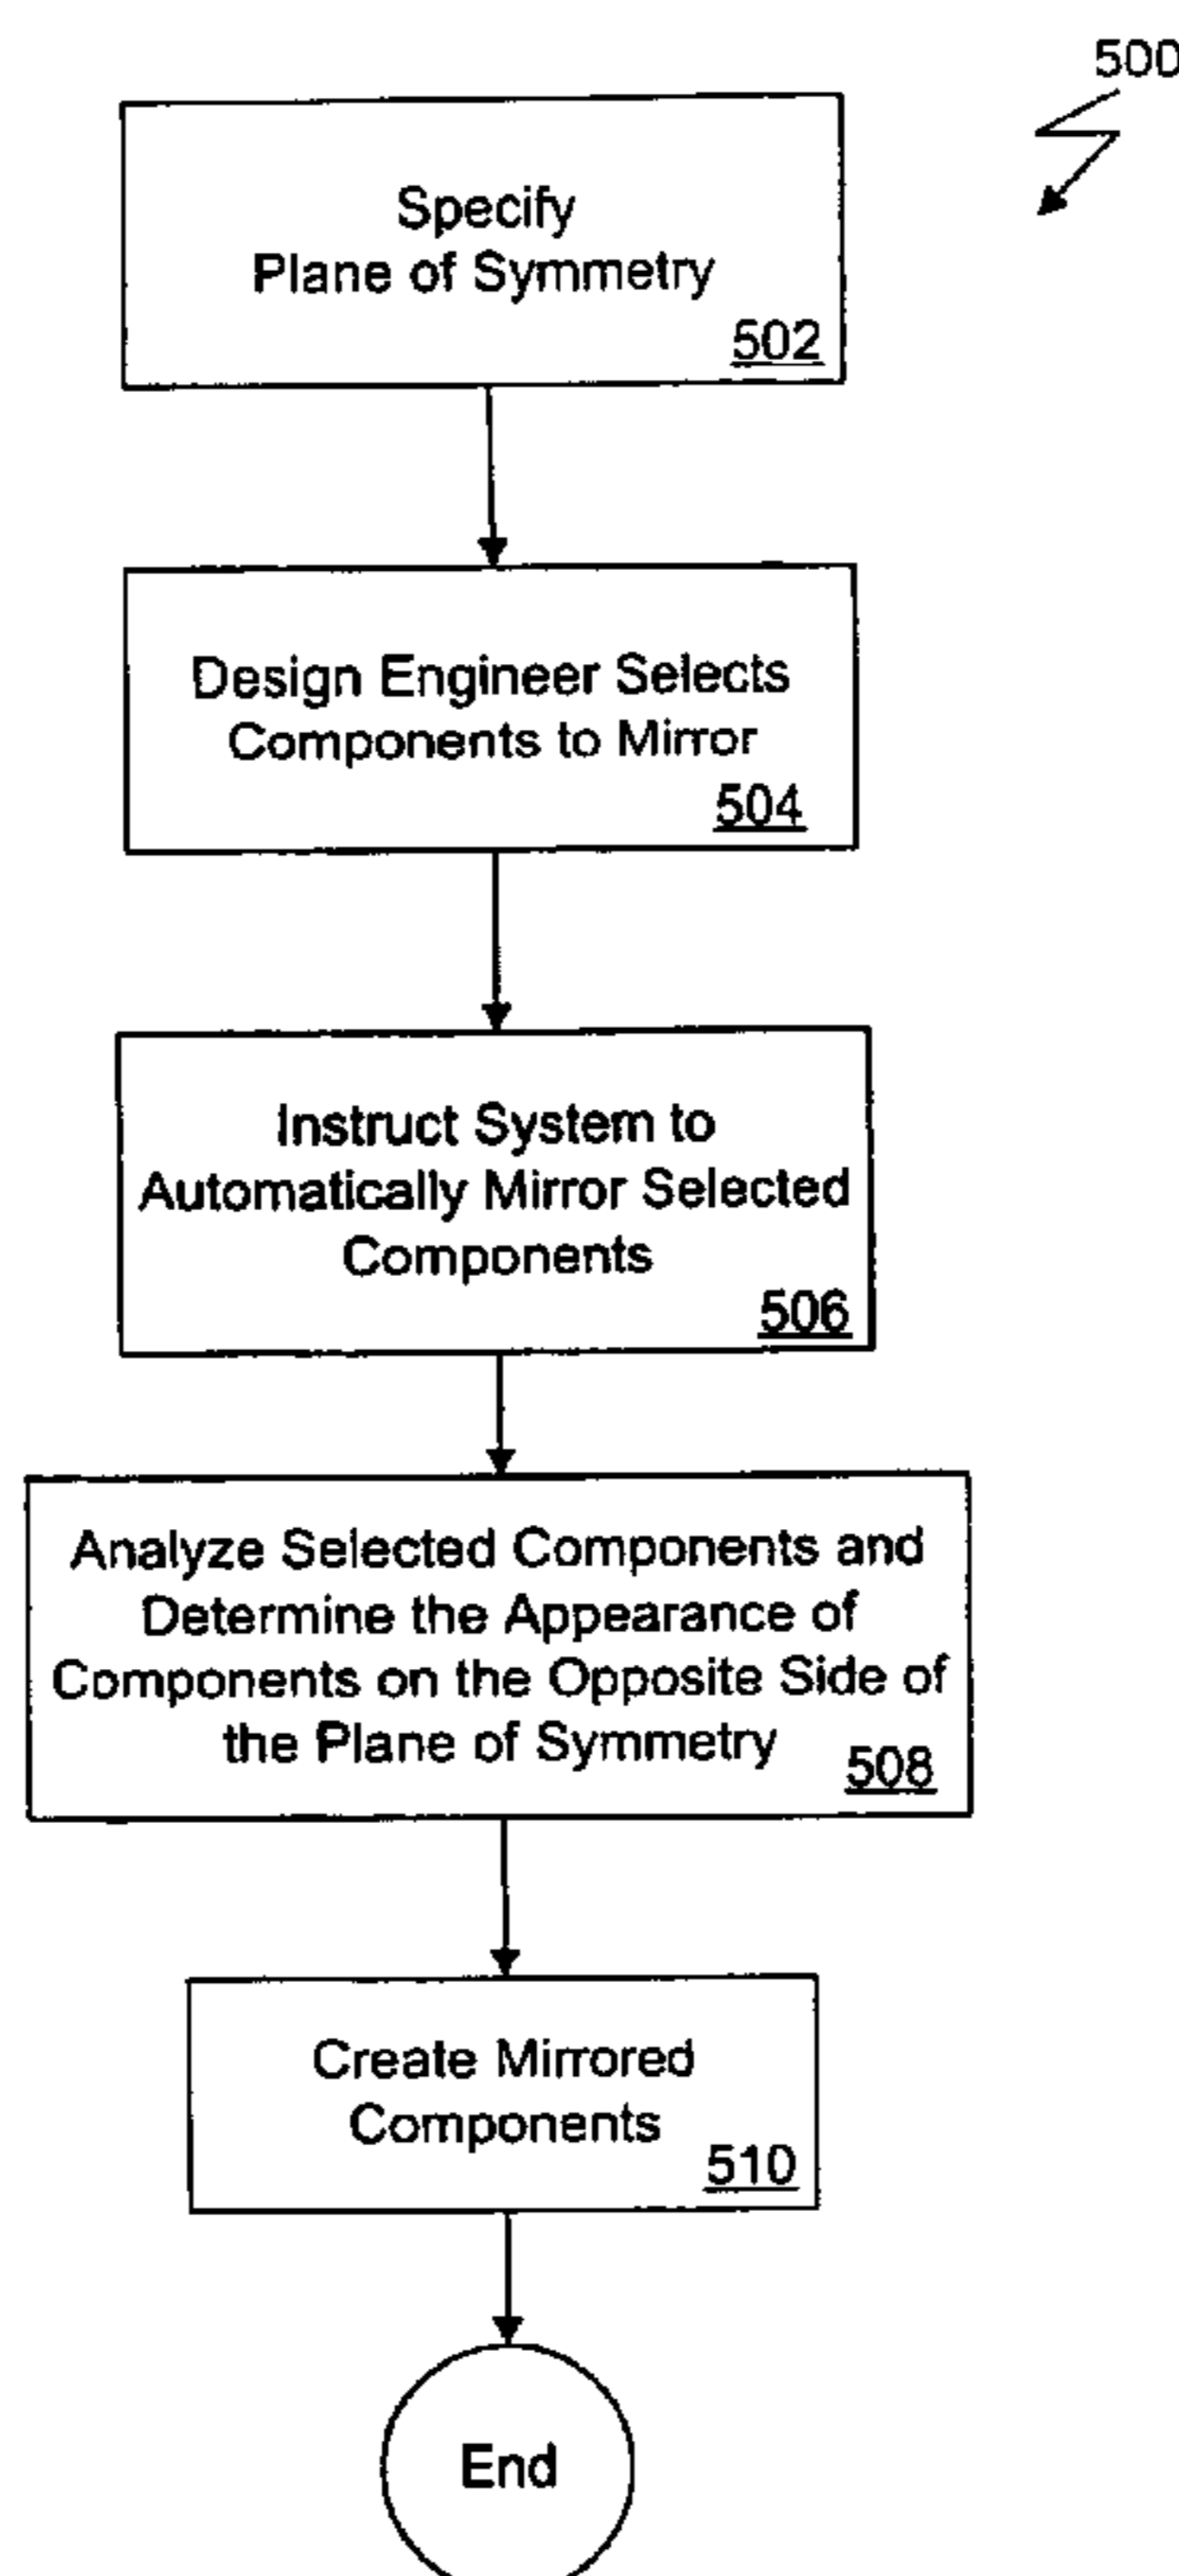 500
Specify
Plane of Symmetry
502
Design Engineer Selects
Components to Mirror
504
Instruct System to
Automatically Mirror Selected
Components
506
Analyze Selected Components and
Determine the Appearance of
Components on the Opposite Side of
the Plane of Symmetry
508
Create Mirrored
Components
510
End